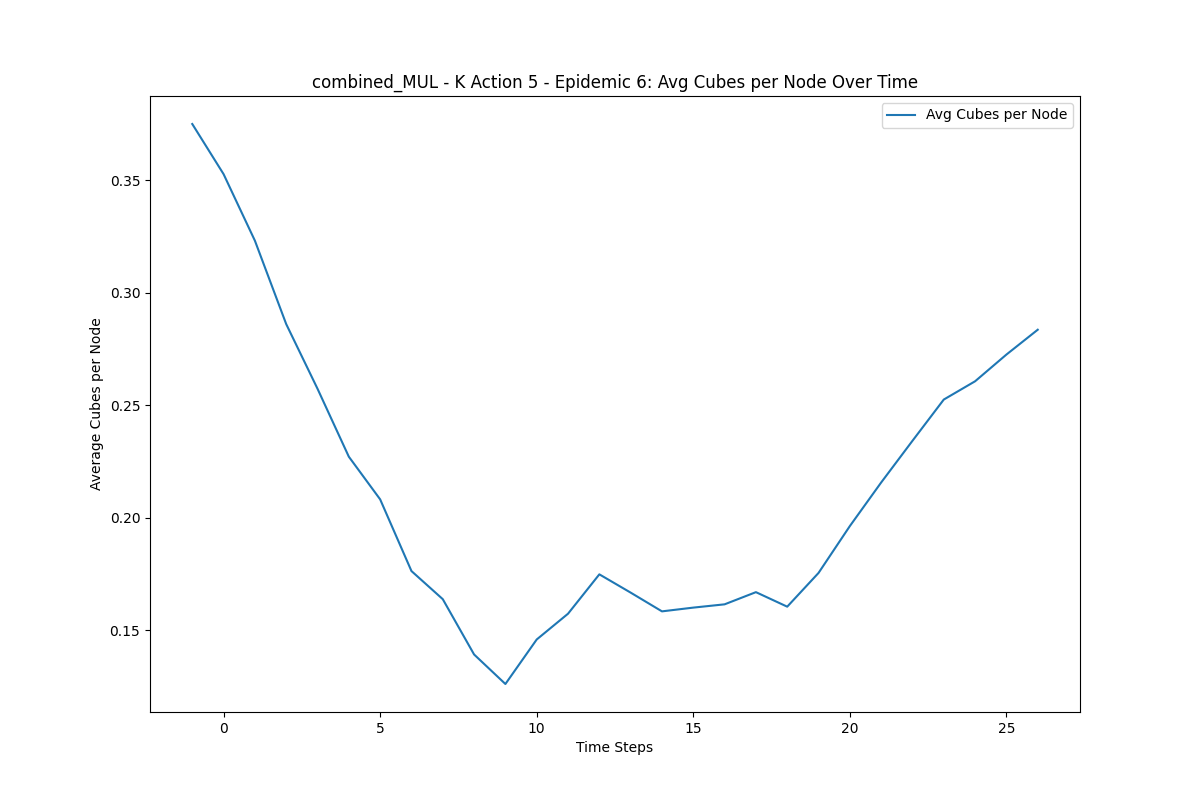 combined_MUL - K Action 5 - Epidemic 6: Avg Cubes per Node Over Time
Avg Cubes per Node
Average Cubes per Node
0.35
0.30
0.25
0.20
0.15
0 5 10 15 20 25
Time Steps